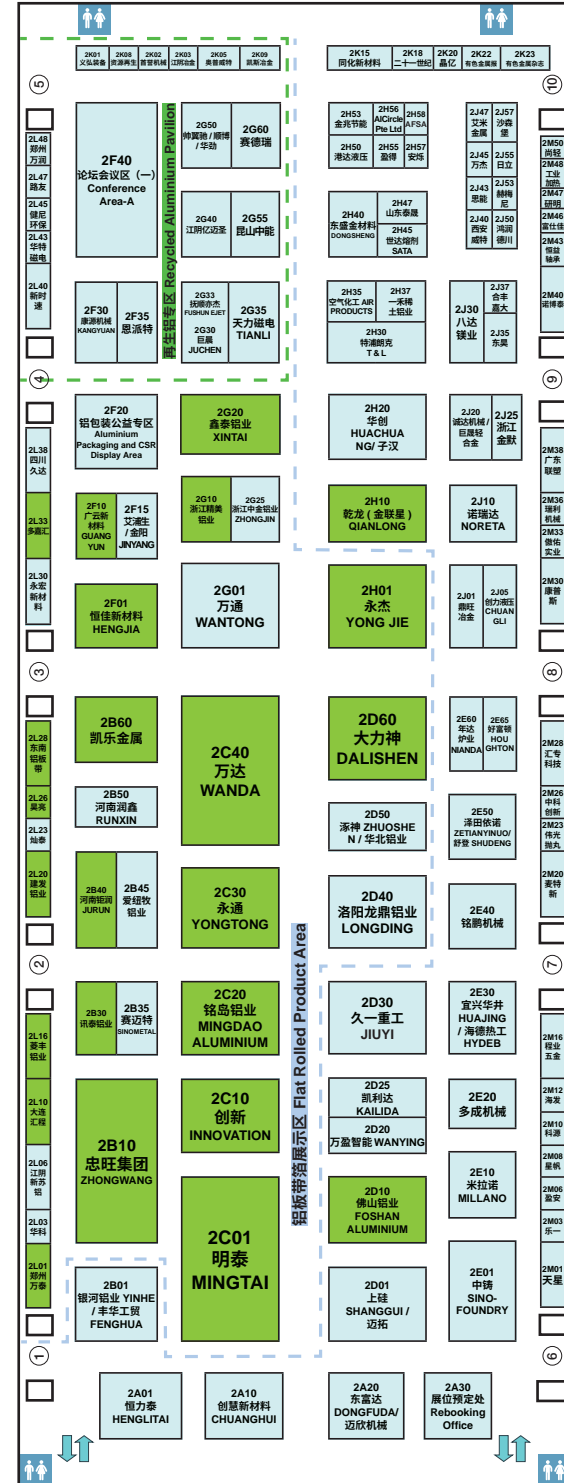 2K01
义弘装备
2K08
资源再生
2K02
首誉机械
2K03
江阴冶金
2K05
奥普威特
2K09
凯斯冶金
2K15
同化新材料
2K18
二十一世纪
2K20
晶亿
2K22
有色金属报
2K23
有色金属杂志
5
10
2F40
论坛会议区（一）
Conference
Area-A
再生铝专区 Recycled Aluminium Pavilion
2G50
帅翼驰 / 顺博
/ 华劲
2G60
赛德瑞
2G40
江阴亿迈圣
2G55
昆山中能
2F30
康源机械
KANGYUAN
2F35
恩派特
2G33
抚顺亦杰
FUSHUN EJET
2G30
巨晨
JUCHEN
2G35
天力磁电
TIANLI
2H53
金兆节能
2H56
AlCircle
Pte Ltd
2H58
AFSA
2H50
港达液压
2H55
盈得
2H57
安烁
2H40
东盛金材料
DONGSHENG
2H47
山东泰晟
2H45
世达熔剂
SATA
2H35
空气化工 AIR
PRODUCTS
2H37
一禾稀
土铝业
2H30
特浦朗克
T & L
2J47
艾米
金属
2J57
沙森
堡
2J45
万杰
2J55
日立
2J43
思能
2J53
赫梅
尼
2J40
西安
威特
2J50
鸿润
德川
2J30
八达
镁业
2J37
合丰
嘉大
2J35
东昊
2L48
郑州
万润
2L47
路友
2L45
健尼
环保
2L43
华特
磁电
2L40
新时
速
2M50
尚轻
2M48
工业
加热
2M47
研明
2M46
富仕佳
2M43
恒益
轴承
2M40
诺博泰
4
9
2F20
铝包装公益专区
Aluminium
Packaging and CSR
Display Area
2G20
鑫泰铝业
XINTAI
2H20
华创
HUACHUA
NG/ 子汉
2J20
诚达机械 /
巨晟轻
合金
2J25
浙江
金默
2F10
广云新
材料
GUANG
YUN
2F15
艾浦生
/ 金阳
JINYANG
2G10
浙江精美
铝业
2G25
浙江中金铝业
ZHONGJIN
2H10
乾龙 ( 金联星 )
QIANLONG
2J10
诺瑞达
NORETA
2F01
恒佳新材料
HENGJIA
2G01
万通
WANTONG
2H01
永杰
YONG JIE
2J01
鼎旺
冶金
2J05
创力液压
CHUAN
GLI
2L38
四川
久达
2L33
多嘉汇
2L30
永宏
新材
料
2M38
广东
联塑
2M36
瑞利
机械
2M33
傲佑
实业
2M30
康普
斯
3
8
2B60
凯乐金属
2C40
万达
WANDA
2D60
大力神
DALISHEN
2E60
年达
炉业
NIANDA
2E65
好富顿
HOU
GHTON
2B50
河南润鑫
RUNXIN
2D50
涿神 ZHUOSHE
N / 华北铝业
2E50
泽田依诺
ZETIANYINUO/
舒登 SHUDENG
2B40
河南钜润
JURUN
2B45
爱纽牧
铝业
2C30
永通
YONGTONG
2D40
洛阳龙鼎铝业
LONGDING
2E40
铭鹏机械
2L28
东南
铝板
带
2L26
昊亮
2L23
灿泰
2L20
建发
铝业
2M28
汇专
科技
2M26
中科
创新
2M23
伟光
抛丸
2M20
麦特
新
2
7
铝板带箔展示区 Flat Rolled Product Area
2B30
讯泰铝业
2B35
赛迈特
SINOMETAL
2C20
铭岛铝业
MINGDAO
ALUMINIUM
2D30
久一重工
JIUYI
2E30
宜兴华井
HUAJING
/ 海德热工
HYDEB
2B10
忠旺集团
ZHONGWANG
2C10
创新
INNOVATION
2D25
凯利达
KAILIDA
2D20
万盈智能 WANYING
2E20
多成机械
2C01
明泰
MINGTAI
2D10
佛山铝业
FOSHAN
ALUMINIUM
2E10
米拉诺
MILLANO
2B01
银河铝业 YINHE
/ 丰华工贸
FENGHUA
2D01
上硅
SHANGGUI /
迈拓
2E01
中铸
SINO-
FOUNDRY
2L16
菱丰
铝业
2L10
大连
汇程
2L06
江阴
新苏
铝
2L03
华科
2L01
郑州
万泰
2M16
程业
五金
2M12
海发
2M10
科源
2M08
星帆
2M06
盈安
2M03
乐一
2M01
天星
1
6
2A01
恒力泰
HENGLITAI
2A10
创慧新材料
CHUANGHUI
2A20
东富达
DONGFUDA/
迈欣机械
2A30
展位预定处
Rebooking
Office